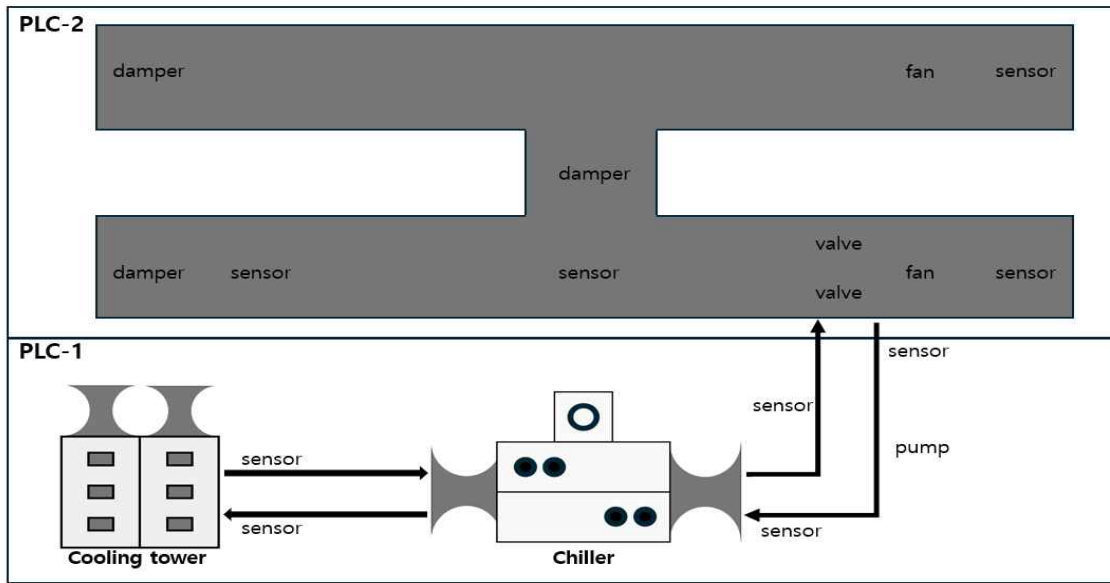 PLC-2
damper
fan
sensor
damper
valve
damper
sensor
sensor
fan
sensor
valve
PLC-1
sensor
sensor
pump
sensor
sensor
sensor
Cooling tower
Chiller